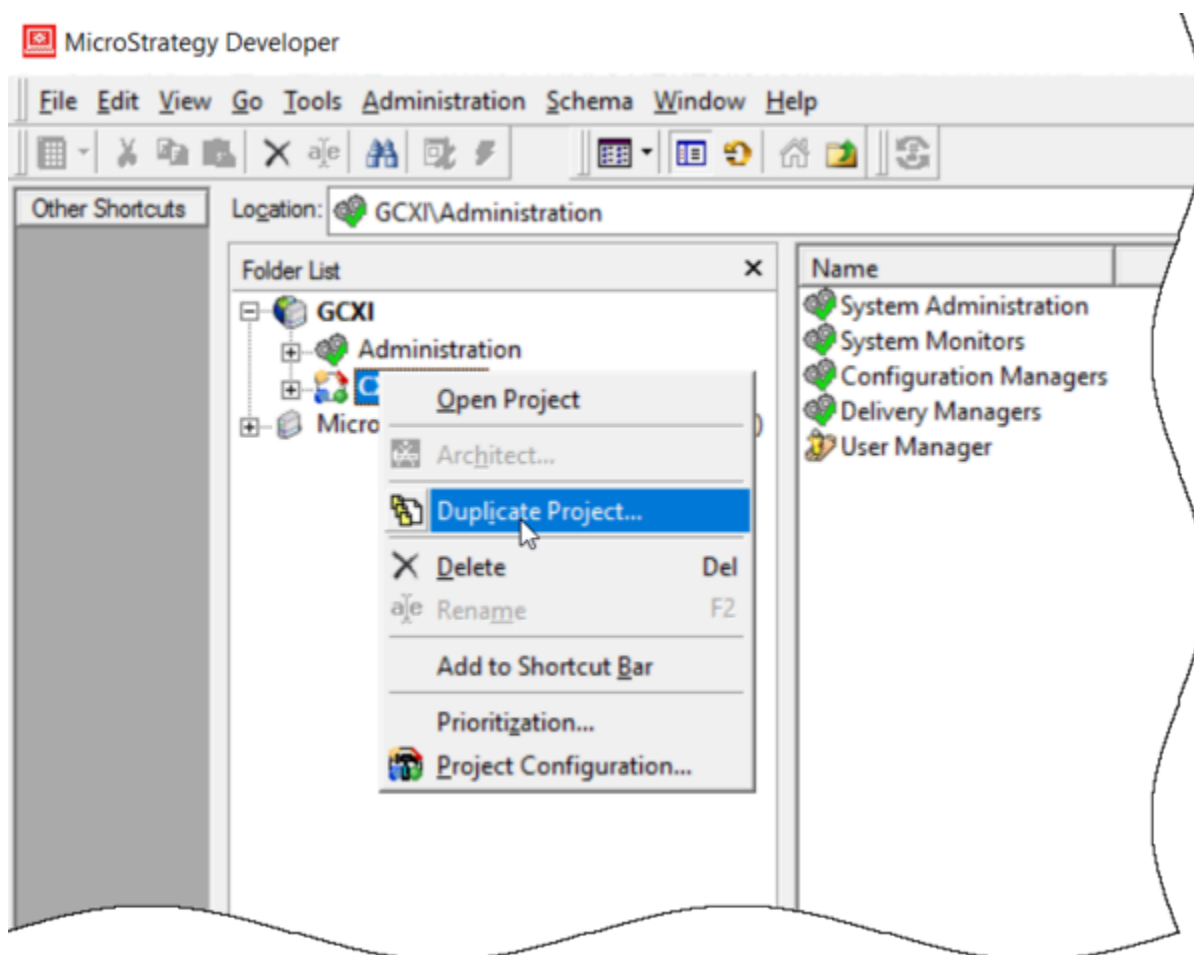 MicroStrategy Developer
File Edit View Go Tools Administration Schema Window Help
Other Shortcuts
Location: GCXI\Administration
Folder List
Name
GCXI
Administration
System Administration
System Monitors
Configuration Managers
Delivery Managers
User Manager
C
Micro )
Open Project
Architect...
Duplicate Project...
Delete Del
Rename F2
Add to Shortcut Bar
Prioritization...
Project Configuration...